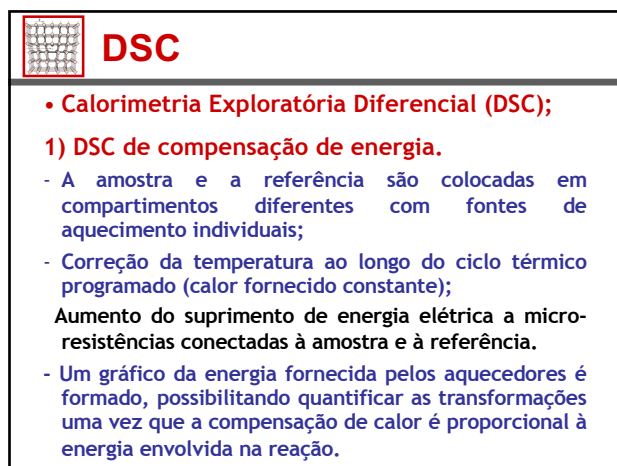 DSC
• Calorimetria Exploratória Diferencial (DSC);
1) DSC de compensação de energia.
- A amostra e a referência são colocadas em
compartimentos diferentes com fontes de
aquecimento individuais;
- Correção da temperatura ao longo do ciclo térmico
programado (calor fornecido constante);
Aumento do suprimento de energia elétrica a micro-
resistências conectadas à amostra e à referência.
- Um gráfico da energia fornecida pelos aquecedores é
formado, possibilitando quantificar as transformações
uma vez que a compensação de calor é proporcional à
energia envolvida na reação.